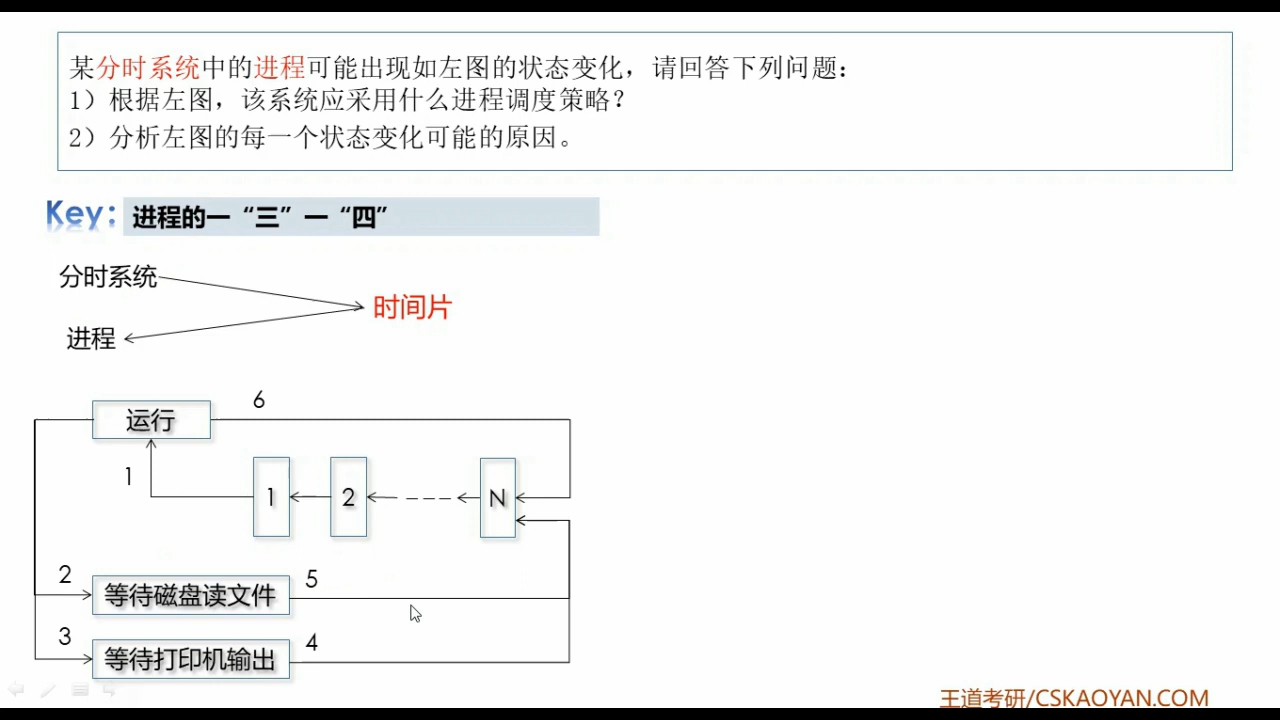 某分时系统中的进程可能出现如左图的状态变化，请回答下列问题：
1）根据左图，该系统应采用什么进程调度策略？
2）分析左图的每一个状态变化可能的原因。
Key：进程的一“三”一“四”
分时系统
时间片
进程
6
运行
1
1
2
N
2
等待磁盘读文件
5
3
等待打印机输出
4
王道考研/CSKAOYAN.COM